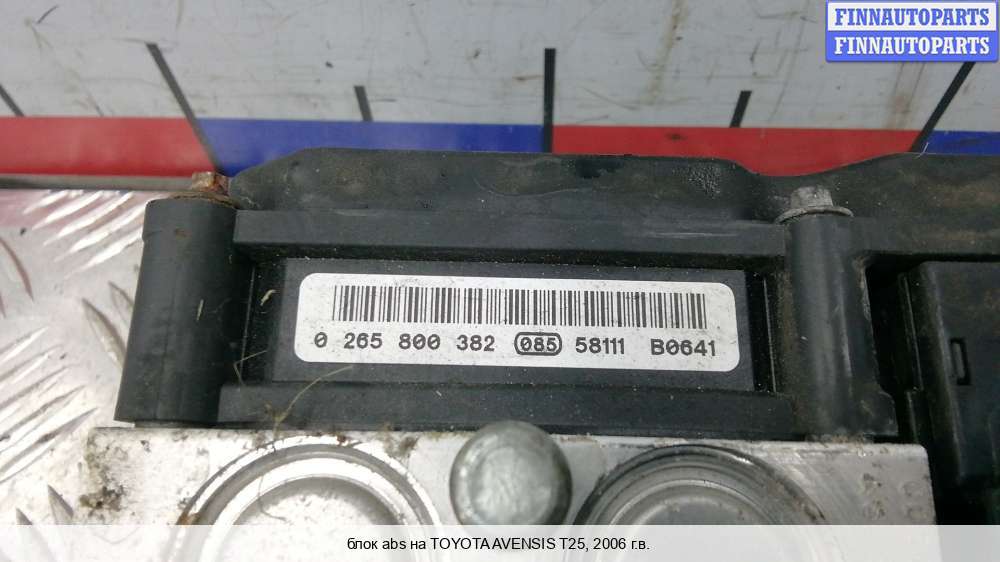 FINNAUTOPARTS
FINNAUTOPARTS
0 265 800 382 085 58111 B0641
блок abs на TOYOTA AVENSIS T25, 2006 г.в.